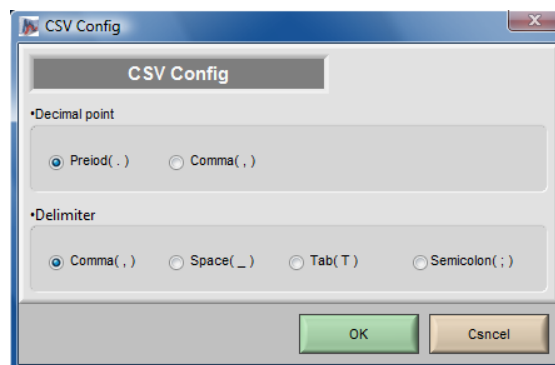 CSV Config
CSV Config
•Decimal point
Preiod( . ) Comma( , )
•Delimiter
Comma( , ) Space( _ ) Tab( T ) Semicolon( ; )
OK Csncel